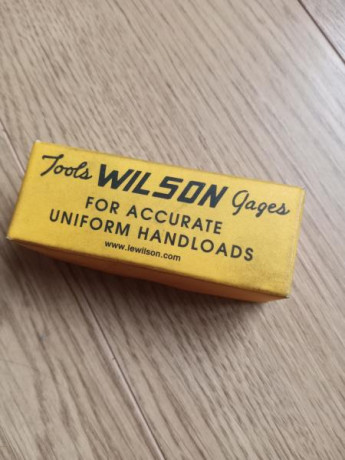 Tools WILSON Gages
FOR ACCURATE
UNIFORM HANDLOADS
www.lewilson.com